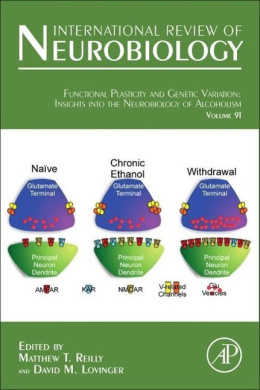 INTERNATIONAL REVIEW OF
NEUROBIOLOGY
FUNCTIONAL PLASTICITY AND GENETIC VARIATION:
INSIGHTS INTO THE NEUROBIOLOGY OF ALCOHOLISM
VOLUME 91
Naïve
Chronic
Ethanol
Withdrawal
Glutamate
Terminal
Glutamate
Terminal
Glutamate
Terminal
Principal
Neuron
Dendrite
Principal
Neuron
Dendrite
Principal
Neuron
Dendrite
AMPAR
KAR
NMDAR
V-related
Channels
Glu
Vesicles
EDITED BY
MATTHEW T. REILLY
AND DAVID M. LOVINGER
AP